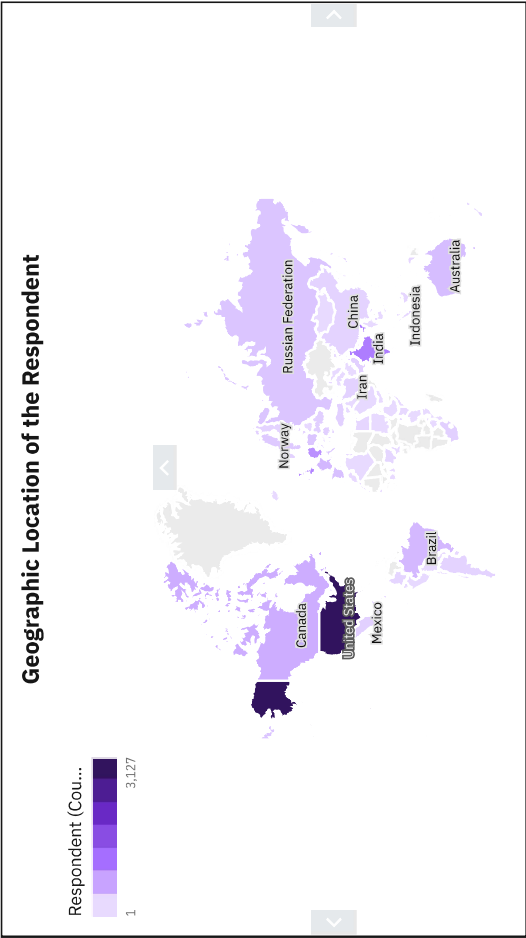 Geographic Location of the Respondent
Respondent (Cou...
1
3,127
Canada
United States
Mexico
Brazil
Norway
Russian Federation
Iran
India
China
Indonesia
Australia